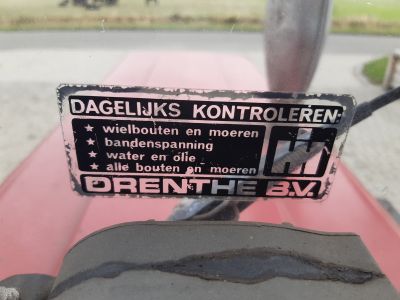 DAGELIJKS KONTROLEREN:
★ wielbouten en moeren
★ bandenspanning
★ water en olie
★ alle bouten en moeren
DRENTHE B.V.